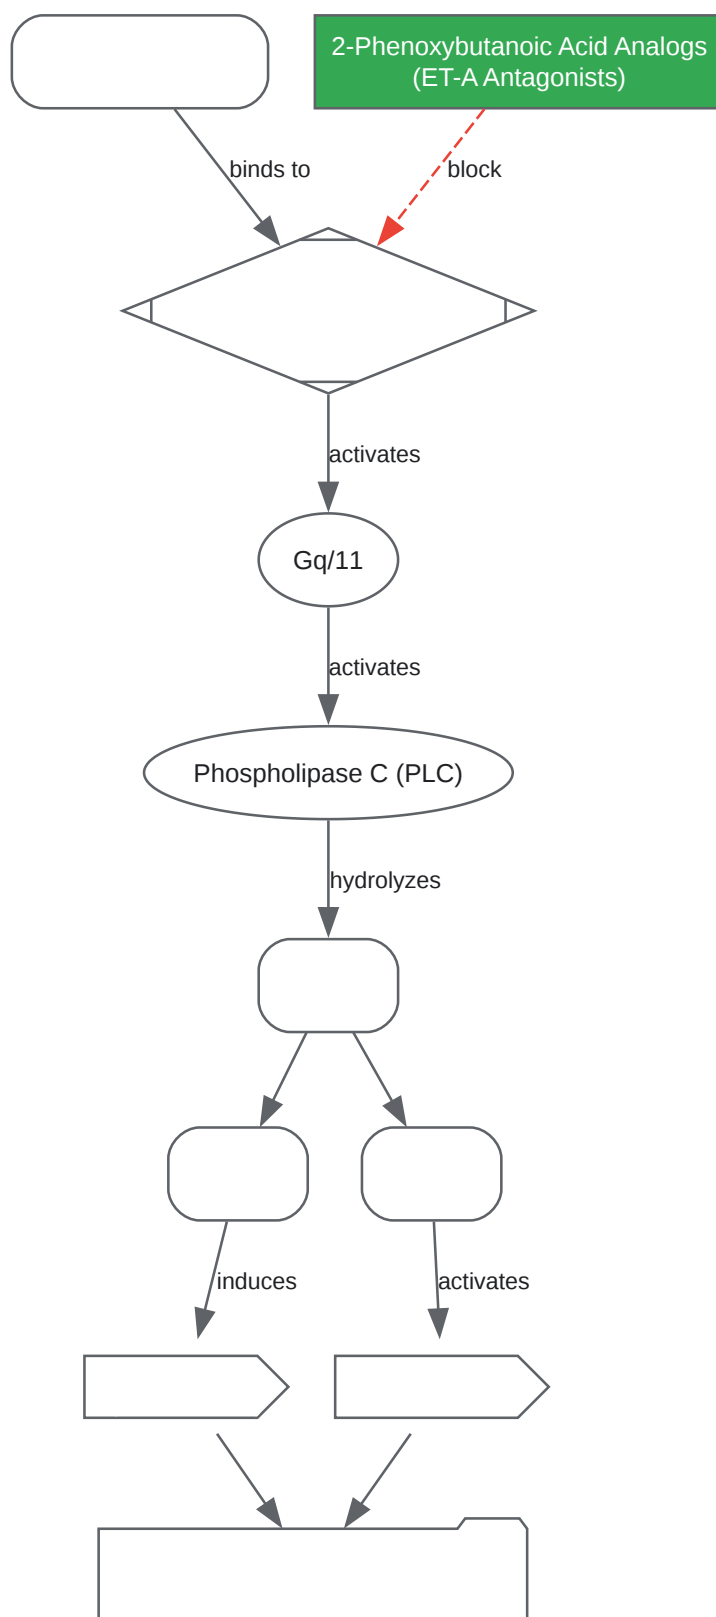 2-Phenoxybutanoic Acid Analogs
(ET-A Antagonists)
binds to
block
activates
Gq/11
activates
Phospholipase C (PLC)
hydrolyzes
induces
activates